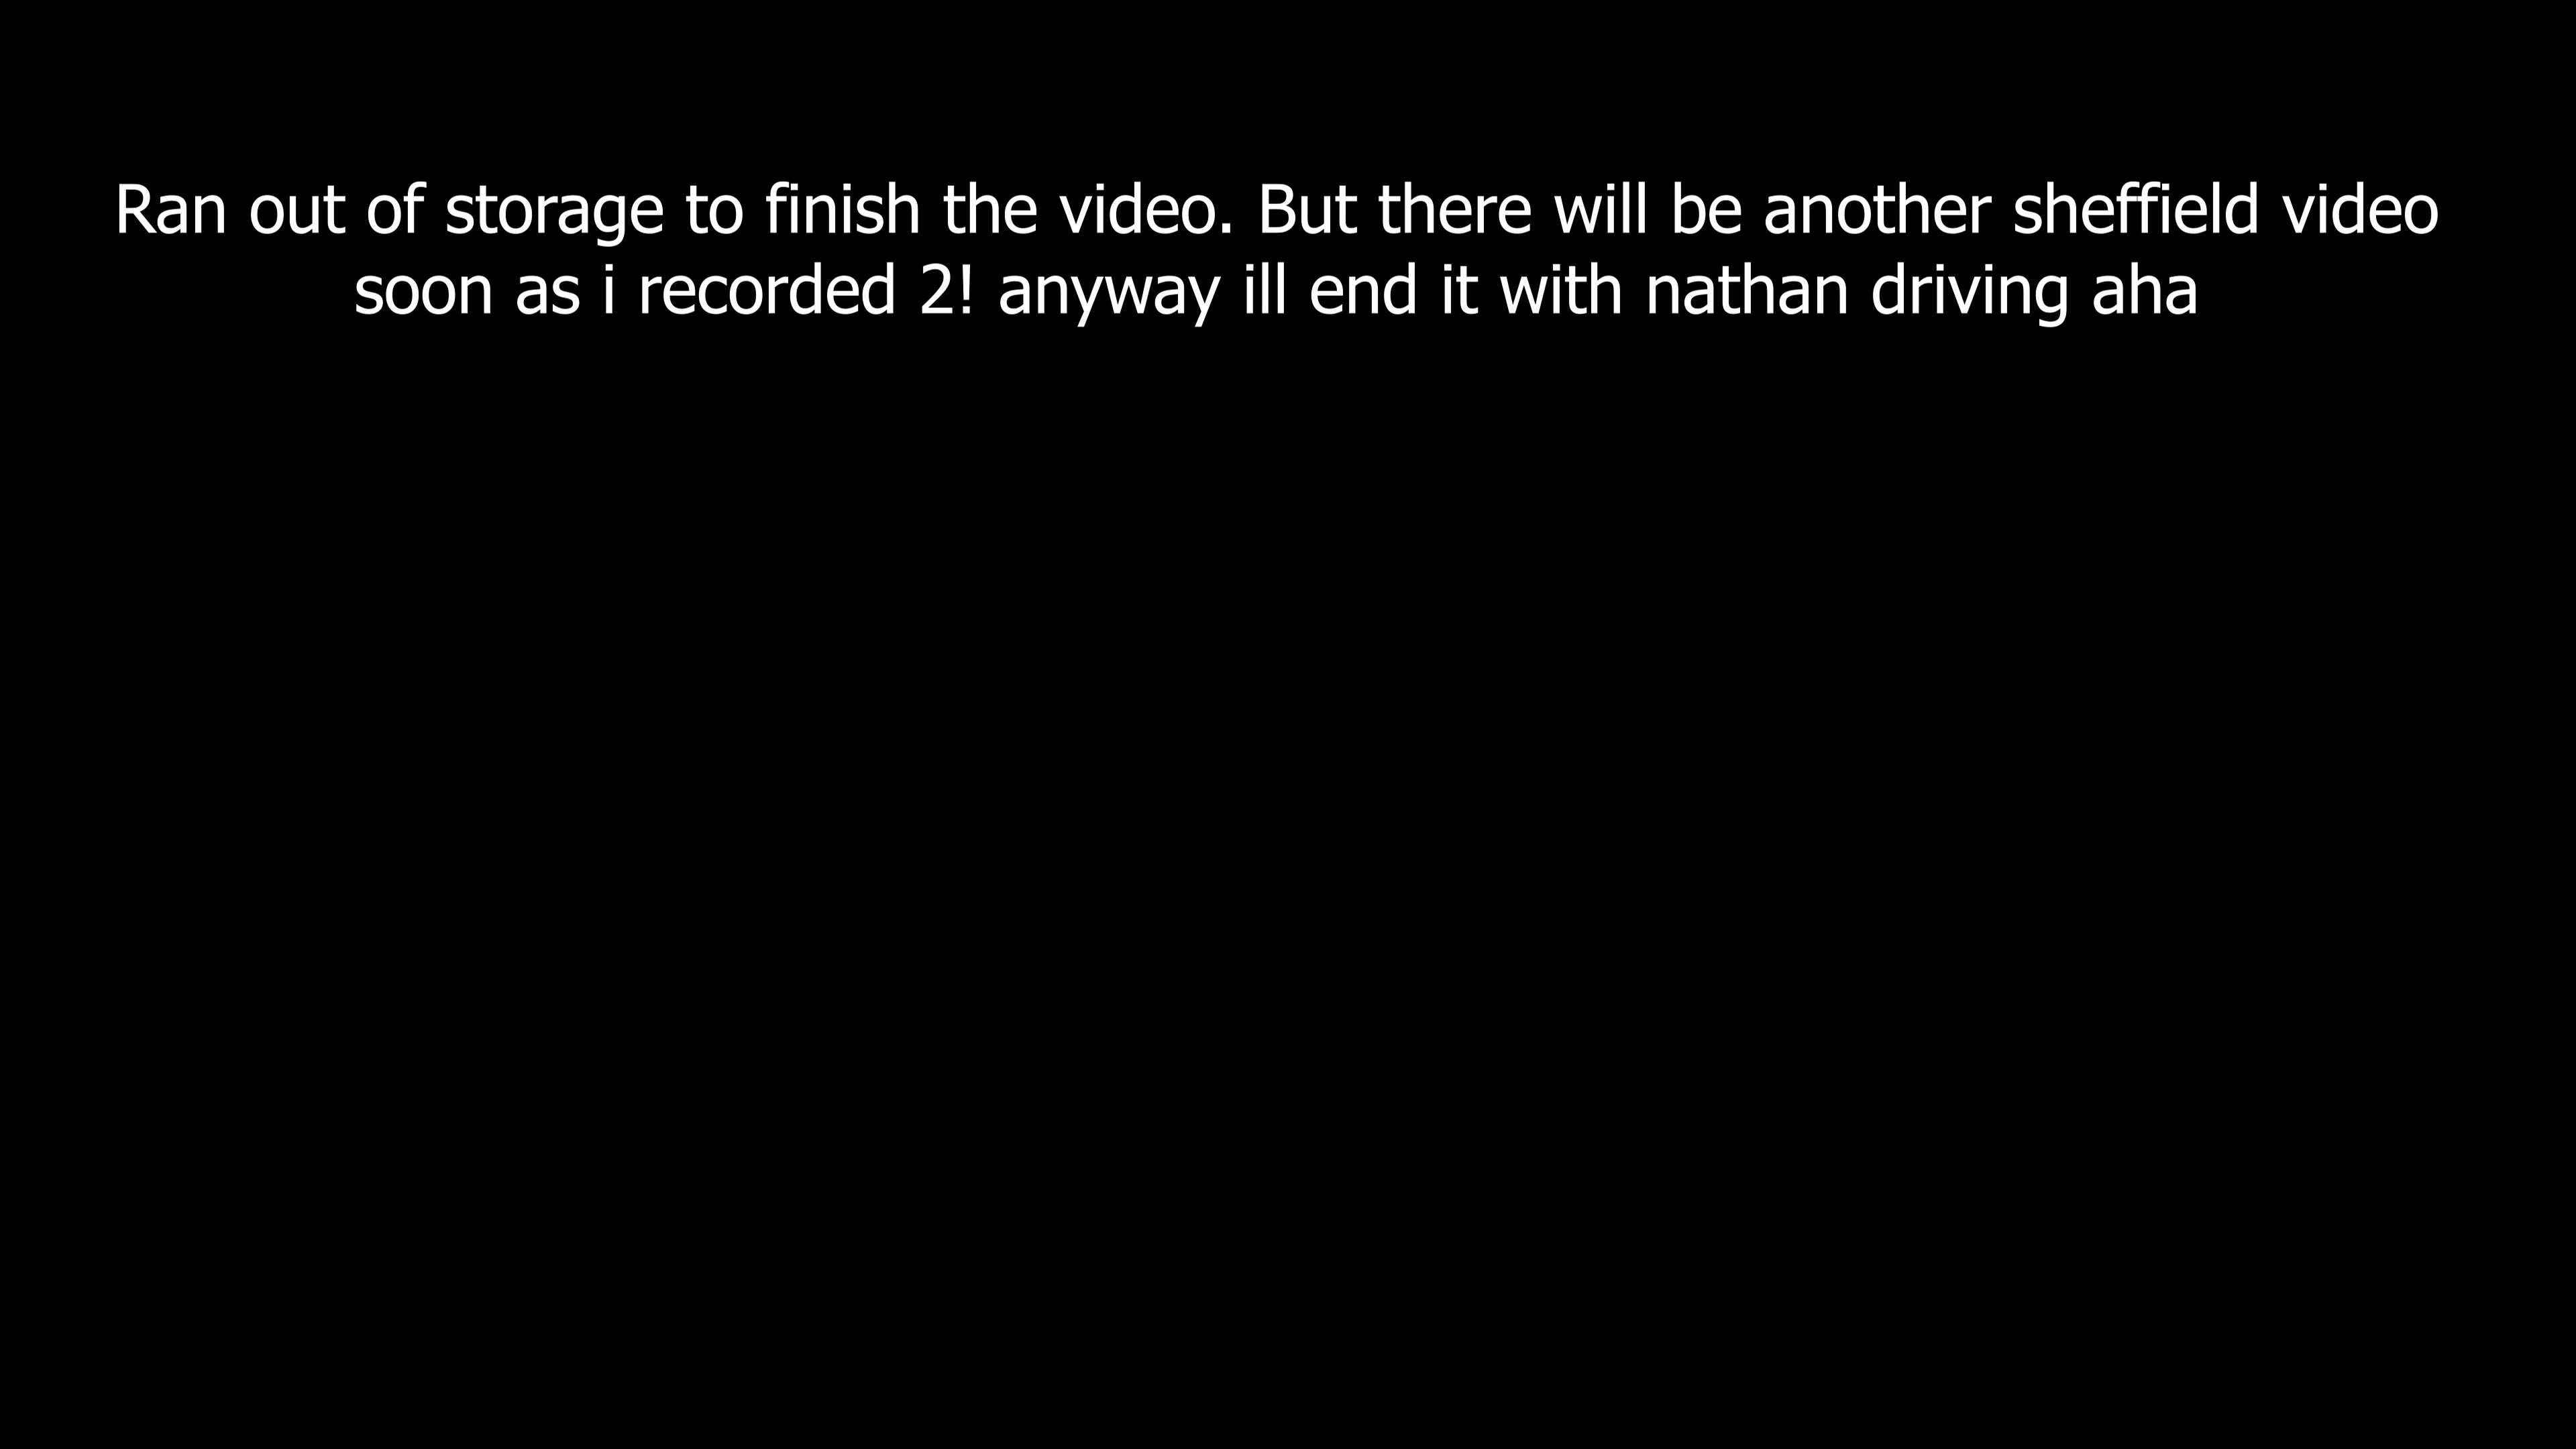 Ran out of storage to finish the video. But there will be another sheffield video
soon as i recorded 2! anyway ill end it with nathan driving aha